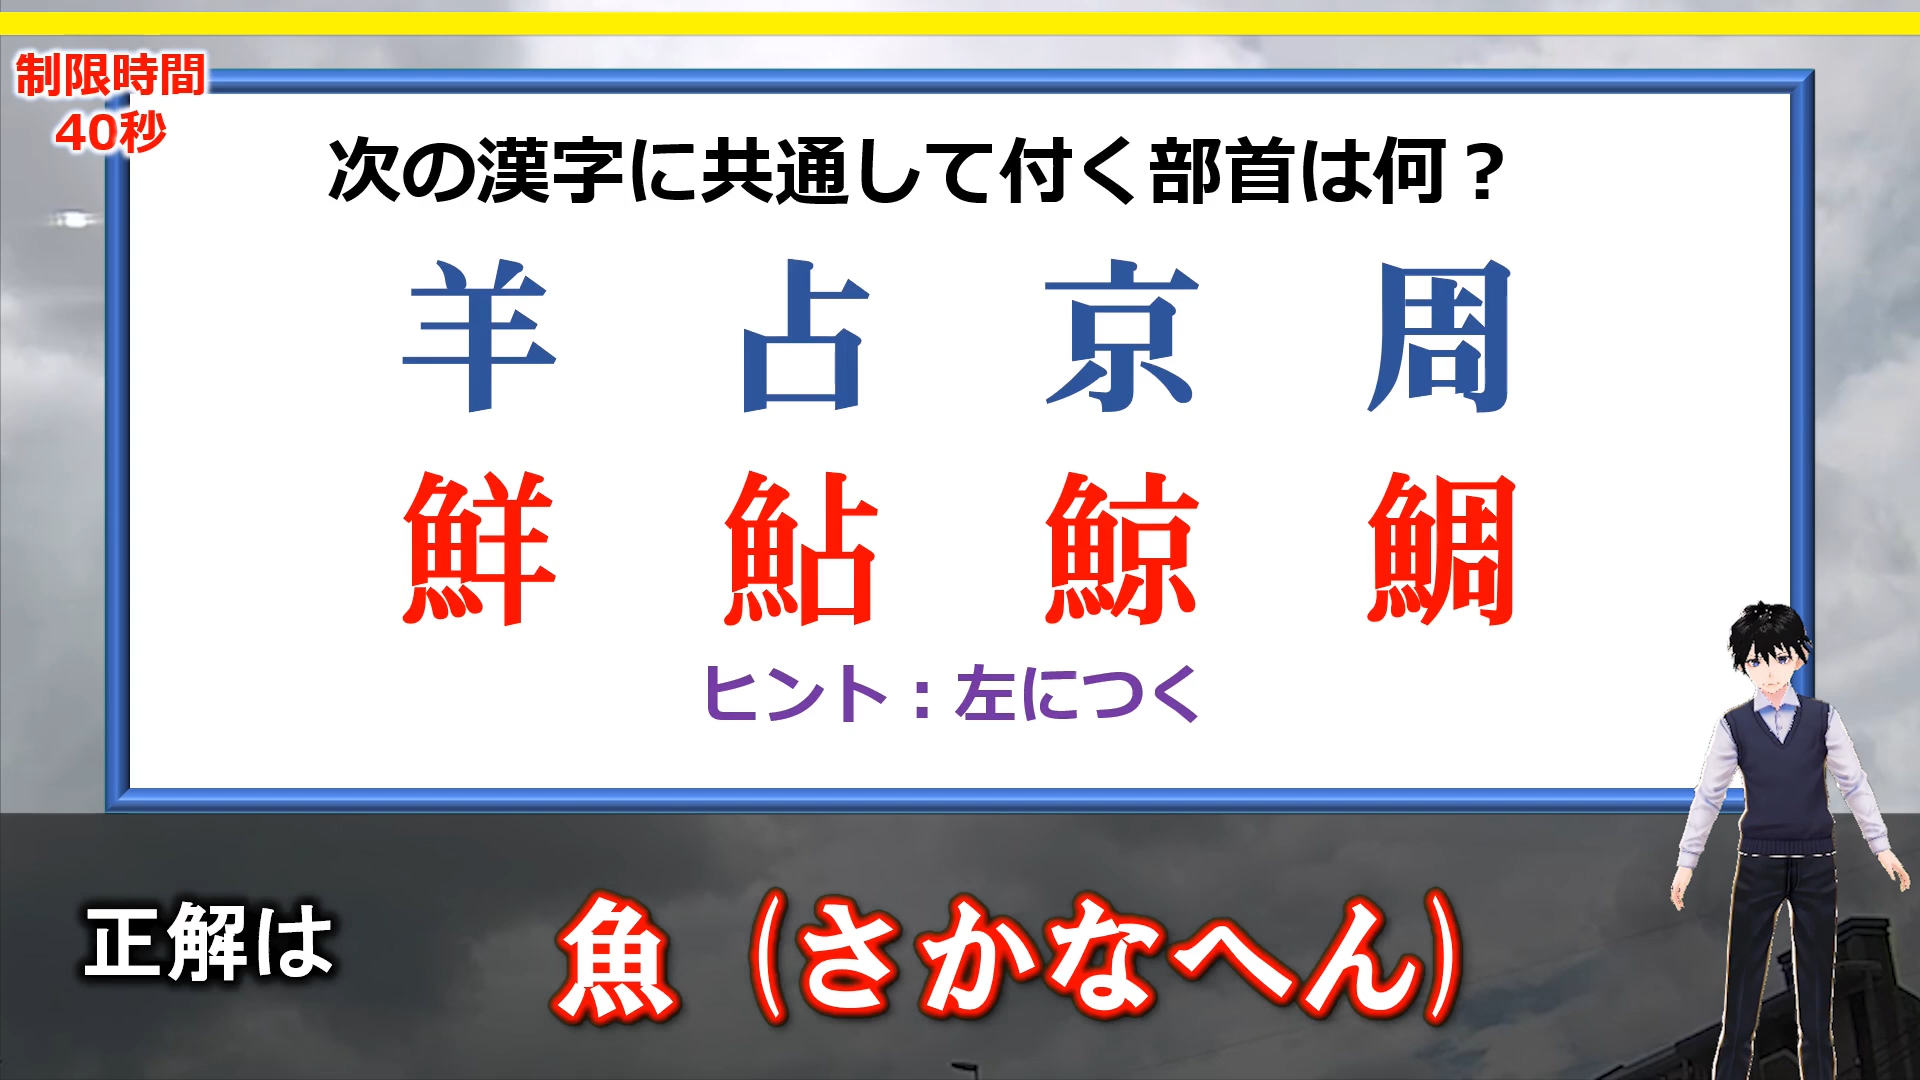 制限時間
40秒
次の漢字に共通して付く部首は何？
羊 占 京 周
鮮 鮎 鯨 鯛
ヒント：左につく
正解は 魚（さかなへん）